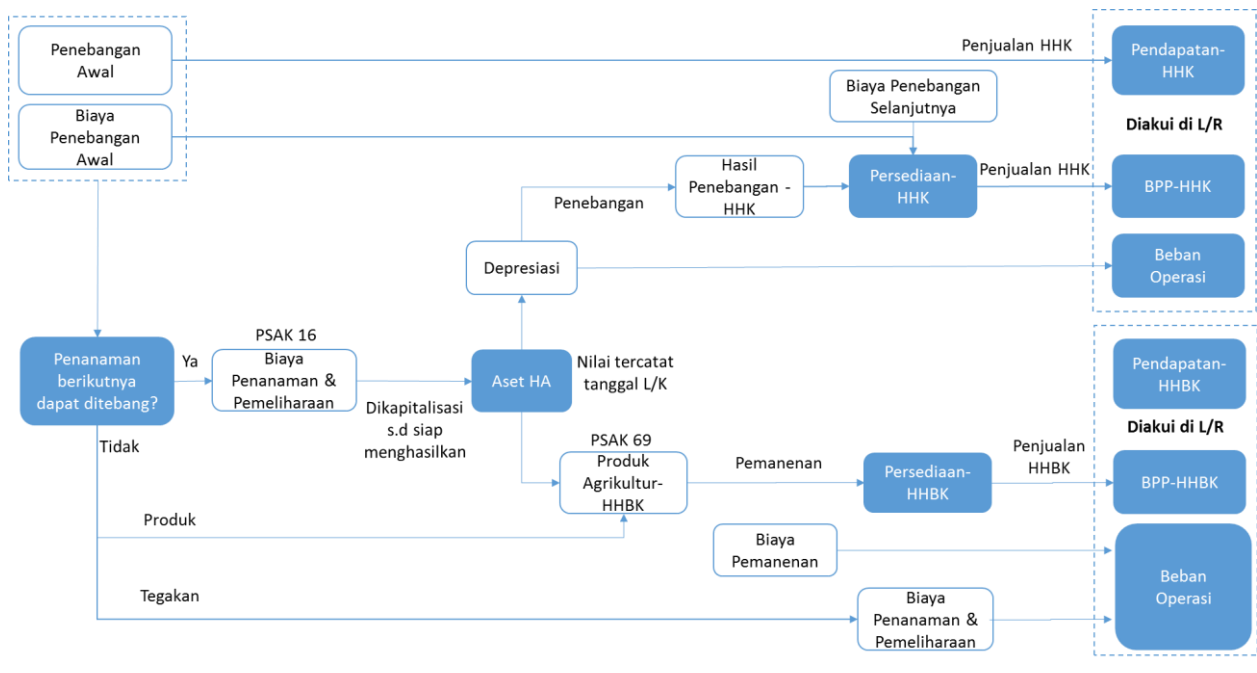 Penebangan
Awal
Penjualan HHK
Pendapatan-
HHK
Biaya
Penebangan
Awal
Biaya Penebangan
Selanjutnya
Diakui di L/R
Hasil
Penebangan -
HHK
Persediaan-
HHK
Penjualan HHK
BPP-HHK
Penebangan
Depresiasi
Beban
Operasi
Penanaman
berikutnya
dapat ditebang?
Ya
PSAK 16
Biaya
Penanaman &
Pemeliharaan
Dikapitalisasi
s.d siap
menghasilkan
Aset HA
Nilai tercatat
tanggal L/K
Pendapatan-
HHBK
Diakui di L/R
Tidak
PSAK 69
Produk
Agrikultur-
HHBK
Pemanenan
Persediaan-
HHBK
Penjualan
HHBK
BPP-HHBK
Produk
Biaya
Pemanenan
Beban
Operasi
Tegakan
Biaya
Penanaman &
Pemeliharaan